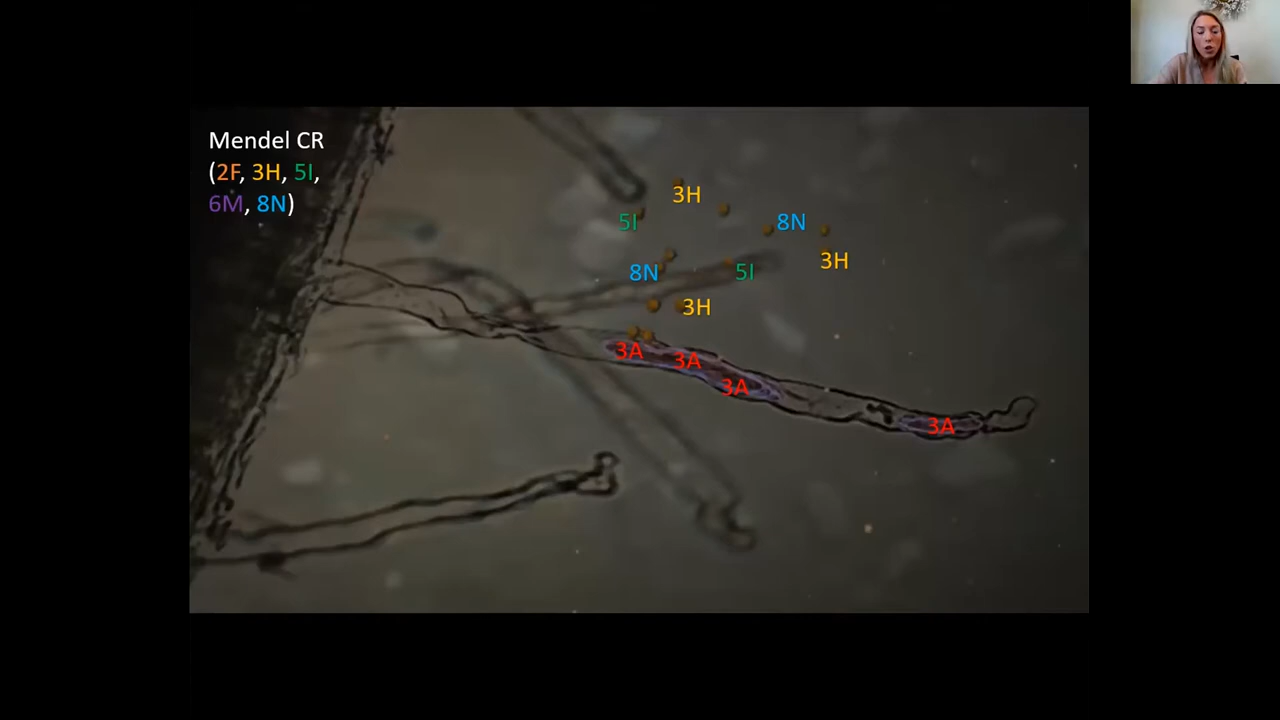 Mendel CR
(2F, 3H, 5I,
6M, 8N)
3H
5I
8N
3H
8N
5I
3H
3A
3A
3A
3A